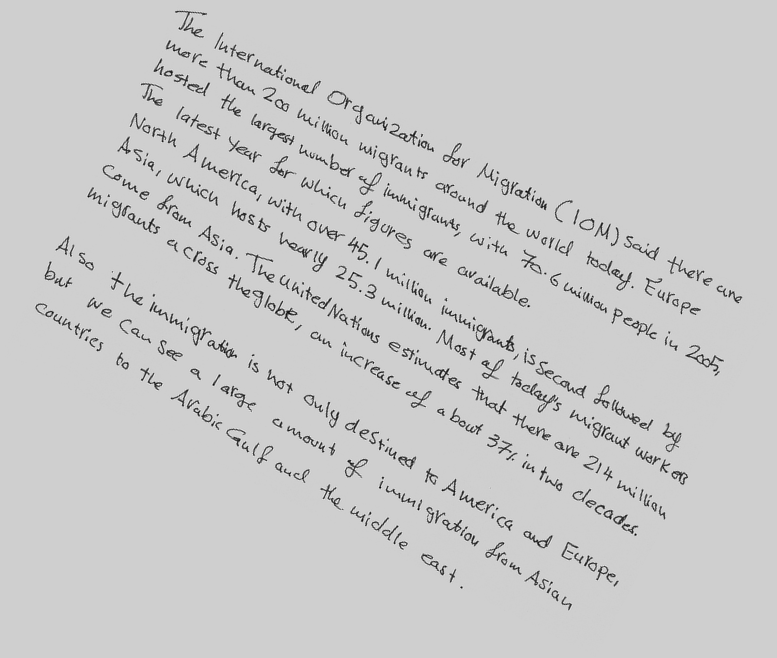 The International Organization for Migration (IOM) said there are
more than 200 million migrants around the world today. Europe
hosted the largest number of immigrants, with 70.6 million people in 2005,
The latest year for which figures are available.
North America, with over 45.1 million immigrants, is second followed by
Asia, which hosts nearly 25.3 million. Most of today's migrant workers
come from Asia. The United Nations estimates that there are 214 million
migrants across the globe, an increase of about 37% in two decades.
Also the immigration is not only destined to America and Europe,
but we can see a large amount of immigration from Asian
countries to the Arabic Gulf and the middle east.